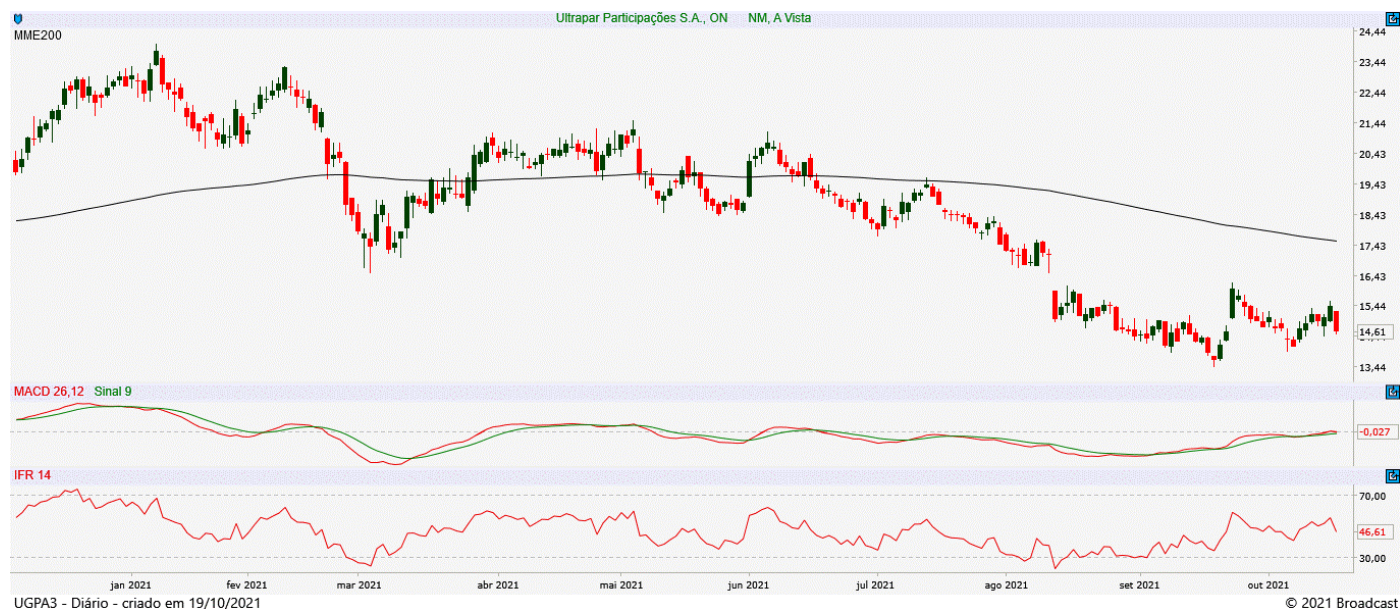 Ultrapar Participações S.A., ON NM, A Vista
MME200
24,44
23,44
22,44
21,44
20,43
19,43
18,43
17,43
16,43
15,44
14,61
13,44
MACD 26,12 Sinal 9
-0.027
IFR 14
70,00
46,61
30,00
jan 2021 fev 2021 mar 2021 abr 2021 mai 2021 jun 2021 jul 2021 ago 2021 set 2021 out 2021
UGPA3 - Diário - criado em 19/10/2021 © 2021 Broadcast